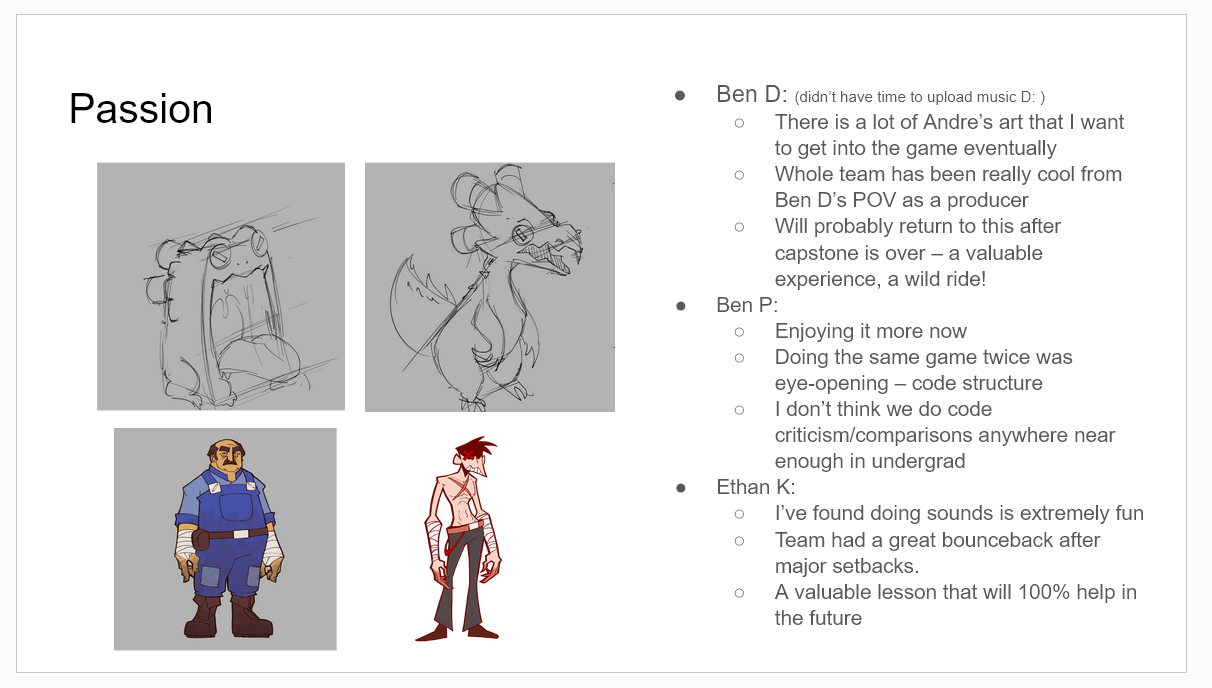 Passion
● Ben D: (didn’t have time to upload music D: )
○ There is a lot of Andre’s art that I want
to get into the game eventually
○ Whole team has been really cool from
Ben D’s POV as a producer
○ Will probably return to this after
capstone is over – a valuable
experience, a wild ride!
● Ben P:
○ Enjoying it more now
○ Doing the same game twice was
eye-opening – code structure
○ I don’t think we do code
criticism/comparisons anywhere near
enough in undergrad
● Ethan K:
○ I’ve found doing sounds is extremely fun
○ Team had a great bounceback after
major setbacks.
○ A valuable lesson that will 100% help in
the future